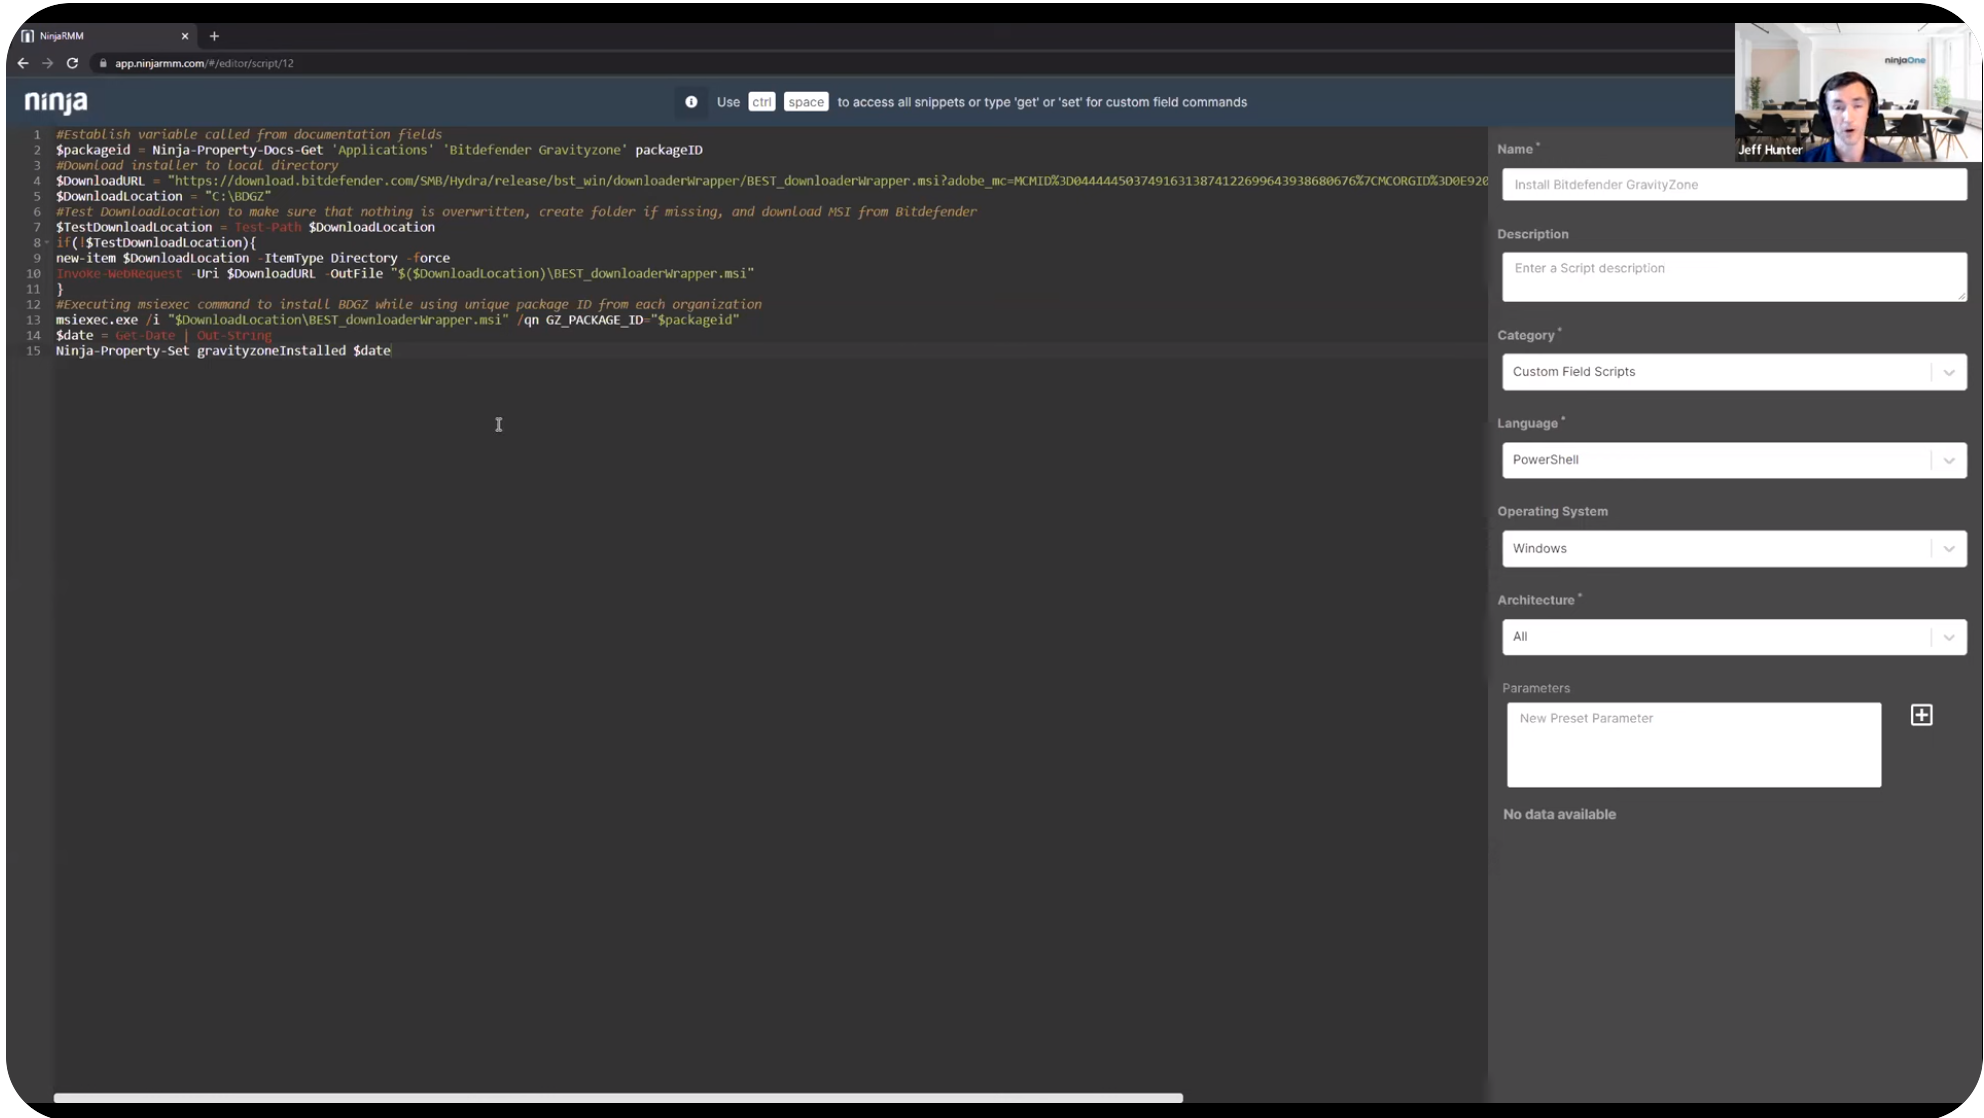 NinjaRMM
app.ninjarmm.com/#/editor/script/12
ninja
Use ctrl space to access all snippets or type 'get' or 'set' for custom field commands
ninjaOne
Jeff Hunter
1 #Establish variable called from documentation fields
2 $packageid = Ninja-Property-Docs-Get 'Applications' 'Bitdefender Gravityzone' packageID
3 #Download installer to local directory
4 $DownloadURL = "https://download.bitdefender.com/SMB/Hydra/release/bst_win/downloaderWrapper/BEST_downloaderWrapper.msi?adobe_mc=MCMID%3D04444450374916313874122699643938680676%7CMCORGID%3D0E920
5 $DownloadLocation = "C:\BDGZ"
6 #Test DownloadLocation to make sure that nothing is overwritten, create folder if missing, and download MSI from Bitdefender
7 $TestDownloadLocation = Test-Path $DownloadLocation
8 if(!$TestDownloadLocation){
9 new-item $DownloadLocation -ItemType Directory -force
10 Invoke-WebRequest -Uri $DownloadURL -OutFile "$($DownloadLocation)\BEST_downloaderWrapper.msi"
11 }
12 #Executing msiexec command to install BDGZ while using unique package ID from each organization
13 msiexec.exe /i "$DownloadLocation\BEST_downloaderWrapper.msi" /qn GZ_PACKAGE_ID="$packageid"
14 $date = Get-Date | Out-String
15 Ninja-Property-Set gravityzoneInstalled $date
Name *
Install Bitdefender GravityZone
Description
Enter a Script description
Category *
Custom Field Scripts
Language *
PowerShell
Operating System
Windows
Architecture *
All
Parameters
New Preset Parameter
No data available